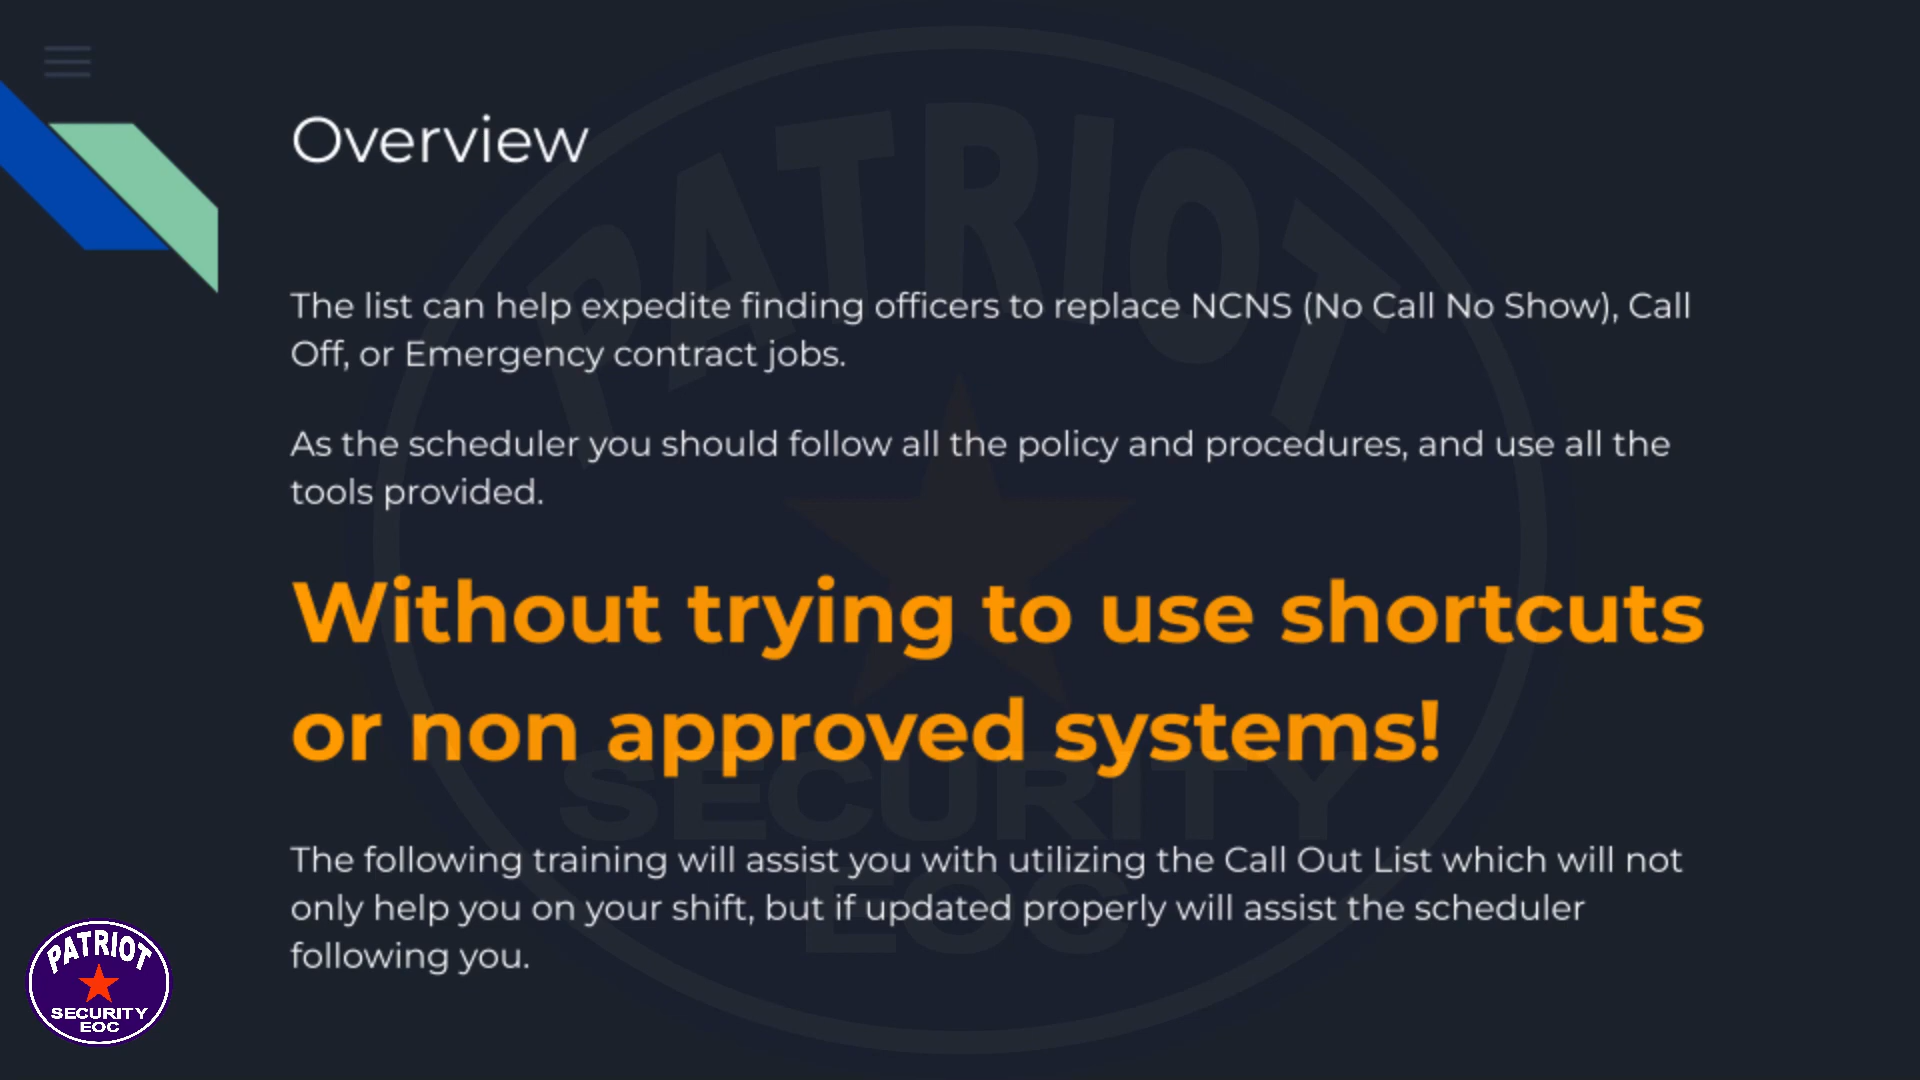 Overview
The list can help expedite finding officers to replace NCNS (No Call No Show), Call
Off, or Emergency contract jobs.
As the scheduler you should follow all the policy and procedures, and use all the
tools provided.
Without trying to use shortcuts
or non approved systems!
The following training will assist you with utilizing the Call Out List which will not
only help you on your shift, but if updated properly will assist the scheduler
following you.
PATRIOT
SECURITY
EOC
PATRIOT
SECURITY
EOC